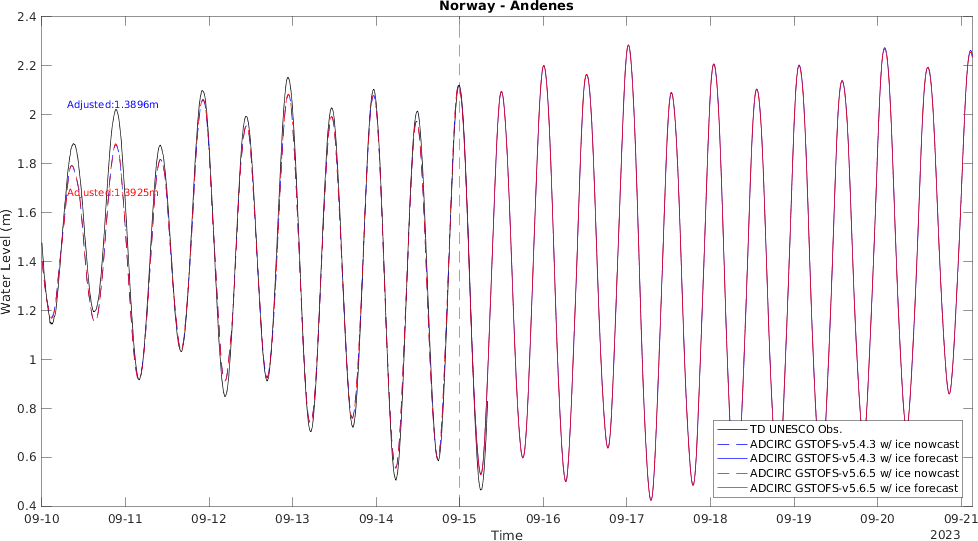 Norway - Andenes
2.4
2.2
2
1.8
1.6
1.4
1.2
1
0.8
0.6
0.4
Water Level (m)
Adjusted:1.3896m
Adjusted:1.3925m
TD UNESCO Obs.
ADCIRC GSTOFS-v5.4.3 w/ ice nowcast
ADCIRC GSTOFS-v5.4.3 w/ ice forecast
ADCIRC GSTOFS-v5.6.5 w/ ice nowcast
ADCIRC GSTOFS-v5.6.5 w/ ice forecast
09-10 09-11 09-12 09-13 09-14 09-15 09-16 09-17 09-18 09-19 09-20 09-21
Time
2023